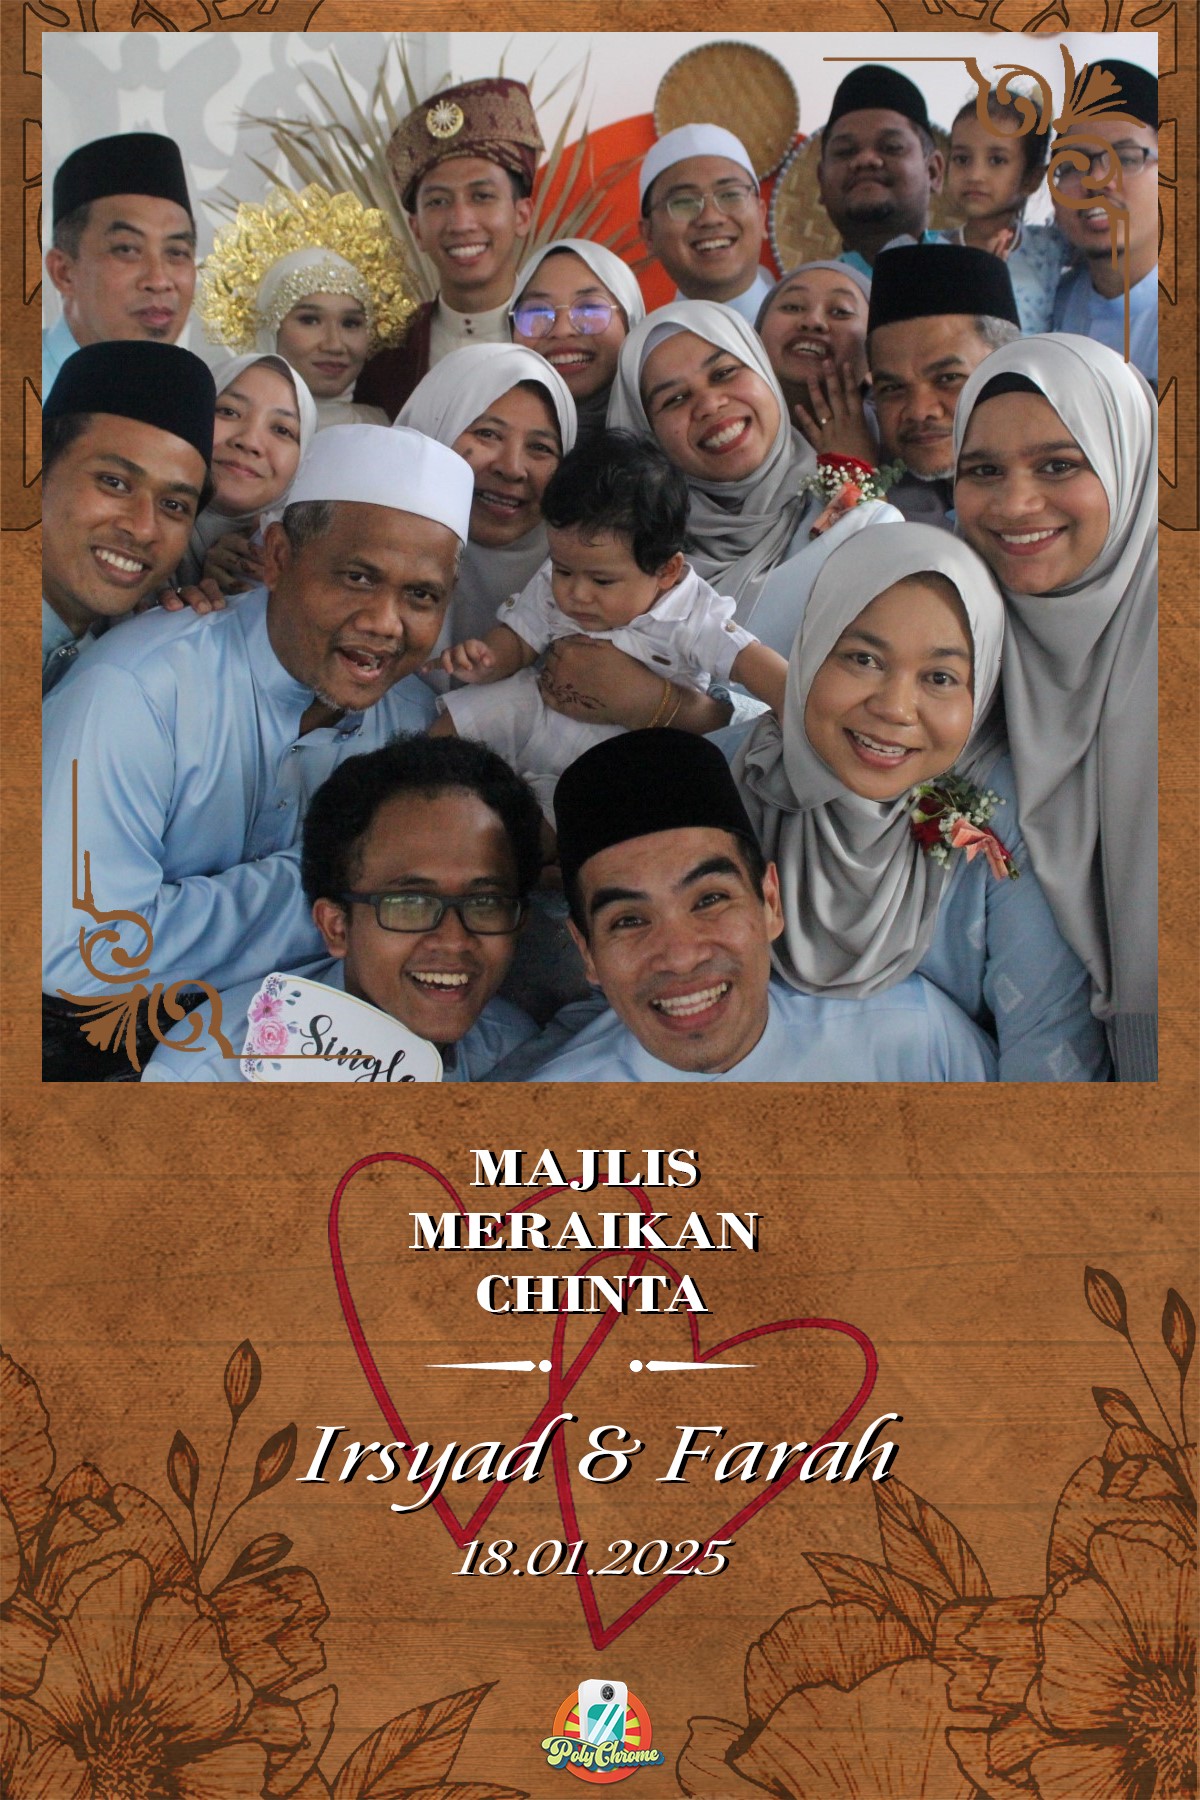 Single
MAJLIS
MERAIKAN
CHINTA
Irsyad & Farah
18.01.2025
PolyChrome